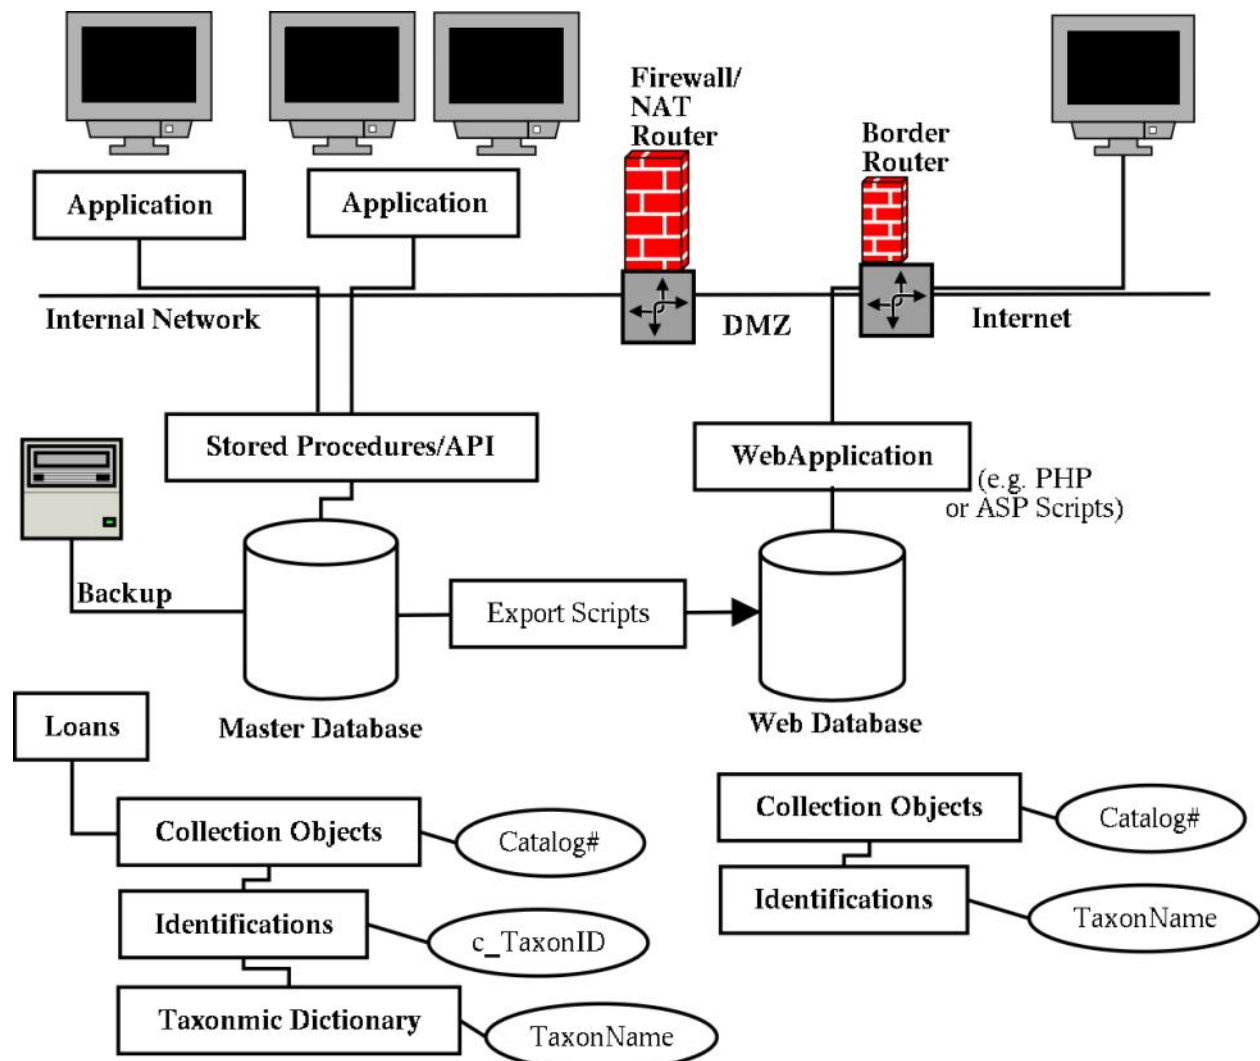 Firewall/
NAT
Router
Border
Router
Application
Application
Internal Network
DMZ
Internet
Stored Procedures/API
WebApplication
(e.g. PHP
or ASP Scripts)
Backup
Export Scripts
Master Database
Web Database
Loans
Collection Objects
Catalog#
Identifications
c_TaxonID
Taxonmic Dictionary
TaxonName
Collection Objects
Catalog#
Identifications
TaxonName